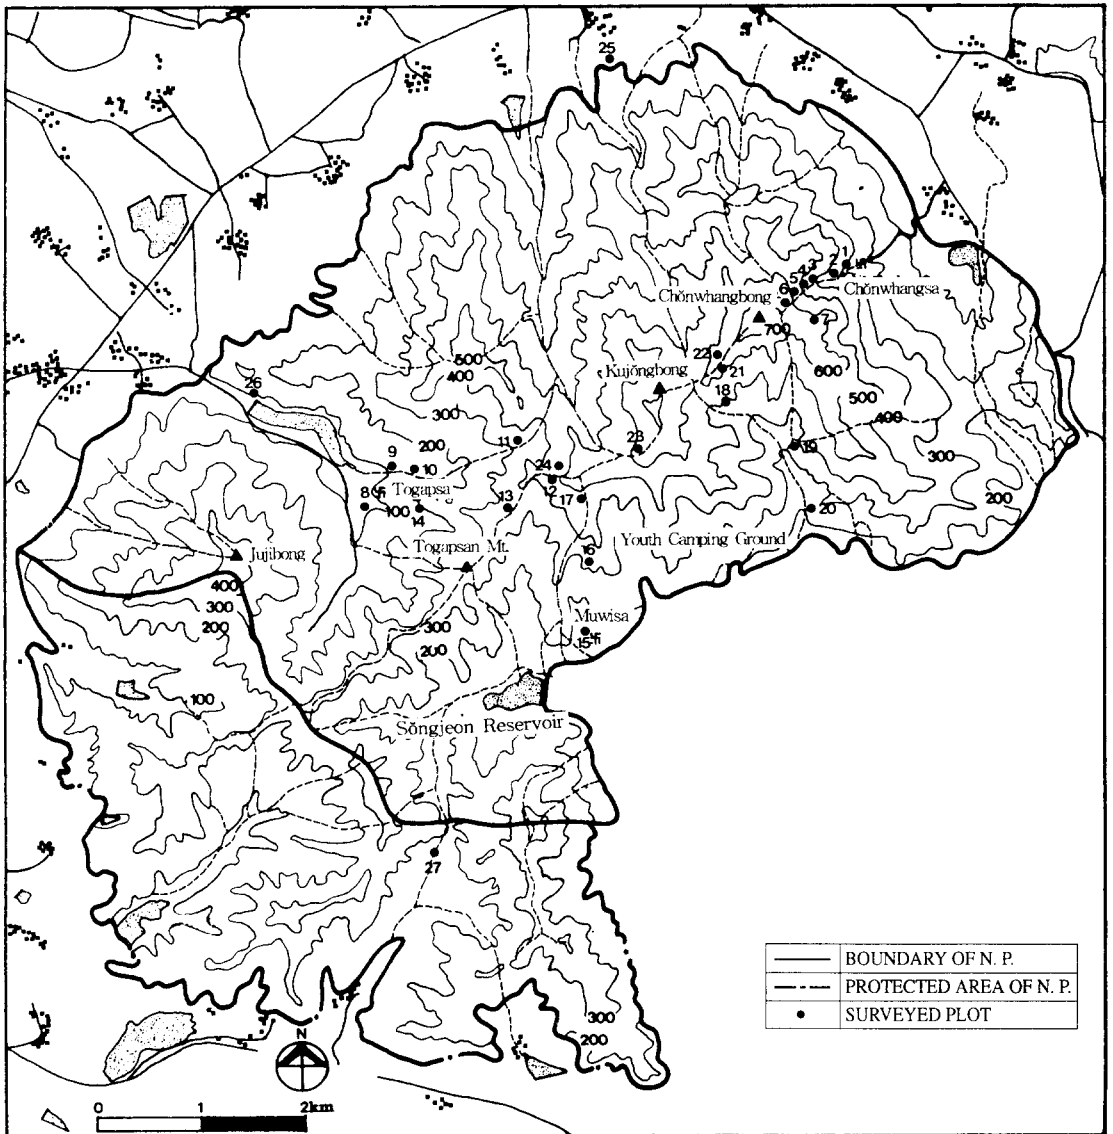 25
1
2
3
卍
4
5
6
Chŏnwhangsa
Chŏnwhangbong
700
7
22
21
600
Kujŏngbong
18
500
400
500
400
26
300
300
200
11
23
19
9
10
24
12
Togapsa
8
卍
100
14
13
17
200
20
Togapsan Mt.
Youth Camping Ground
16
Jujibong
400
300
200
300
200
Muwisa
15
卍
100
Sŏngjeon Reservoir
27
BOUNDARY OF N. P.
PROTECTED AREA OF N. P.
SURVEYED PLOT
300
200
N
0 1 2km